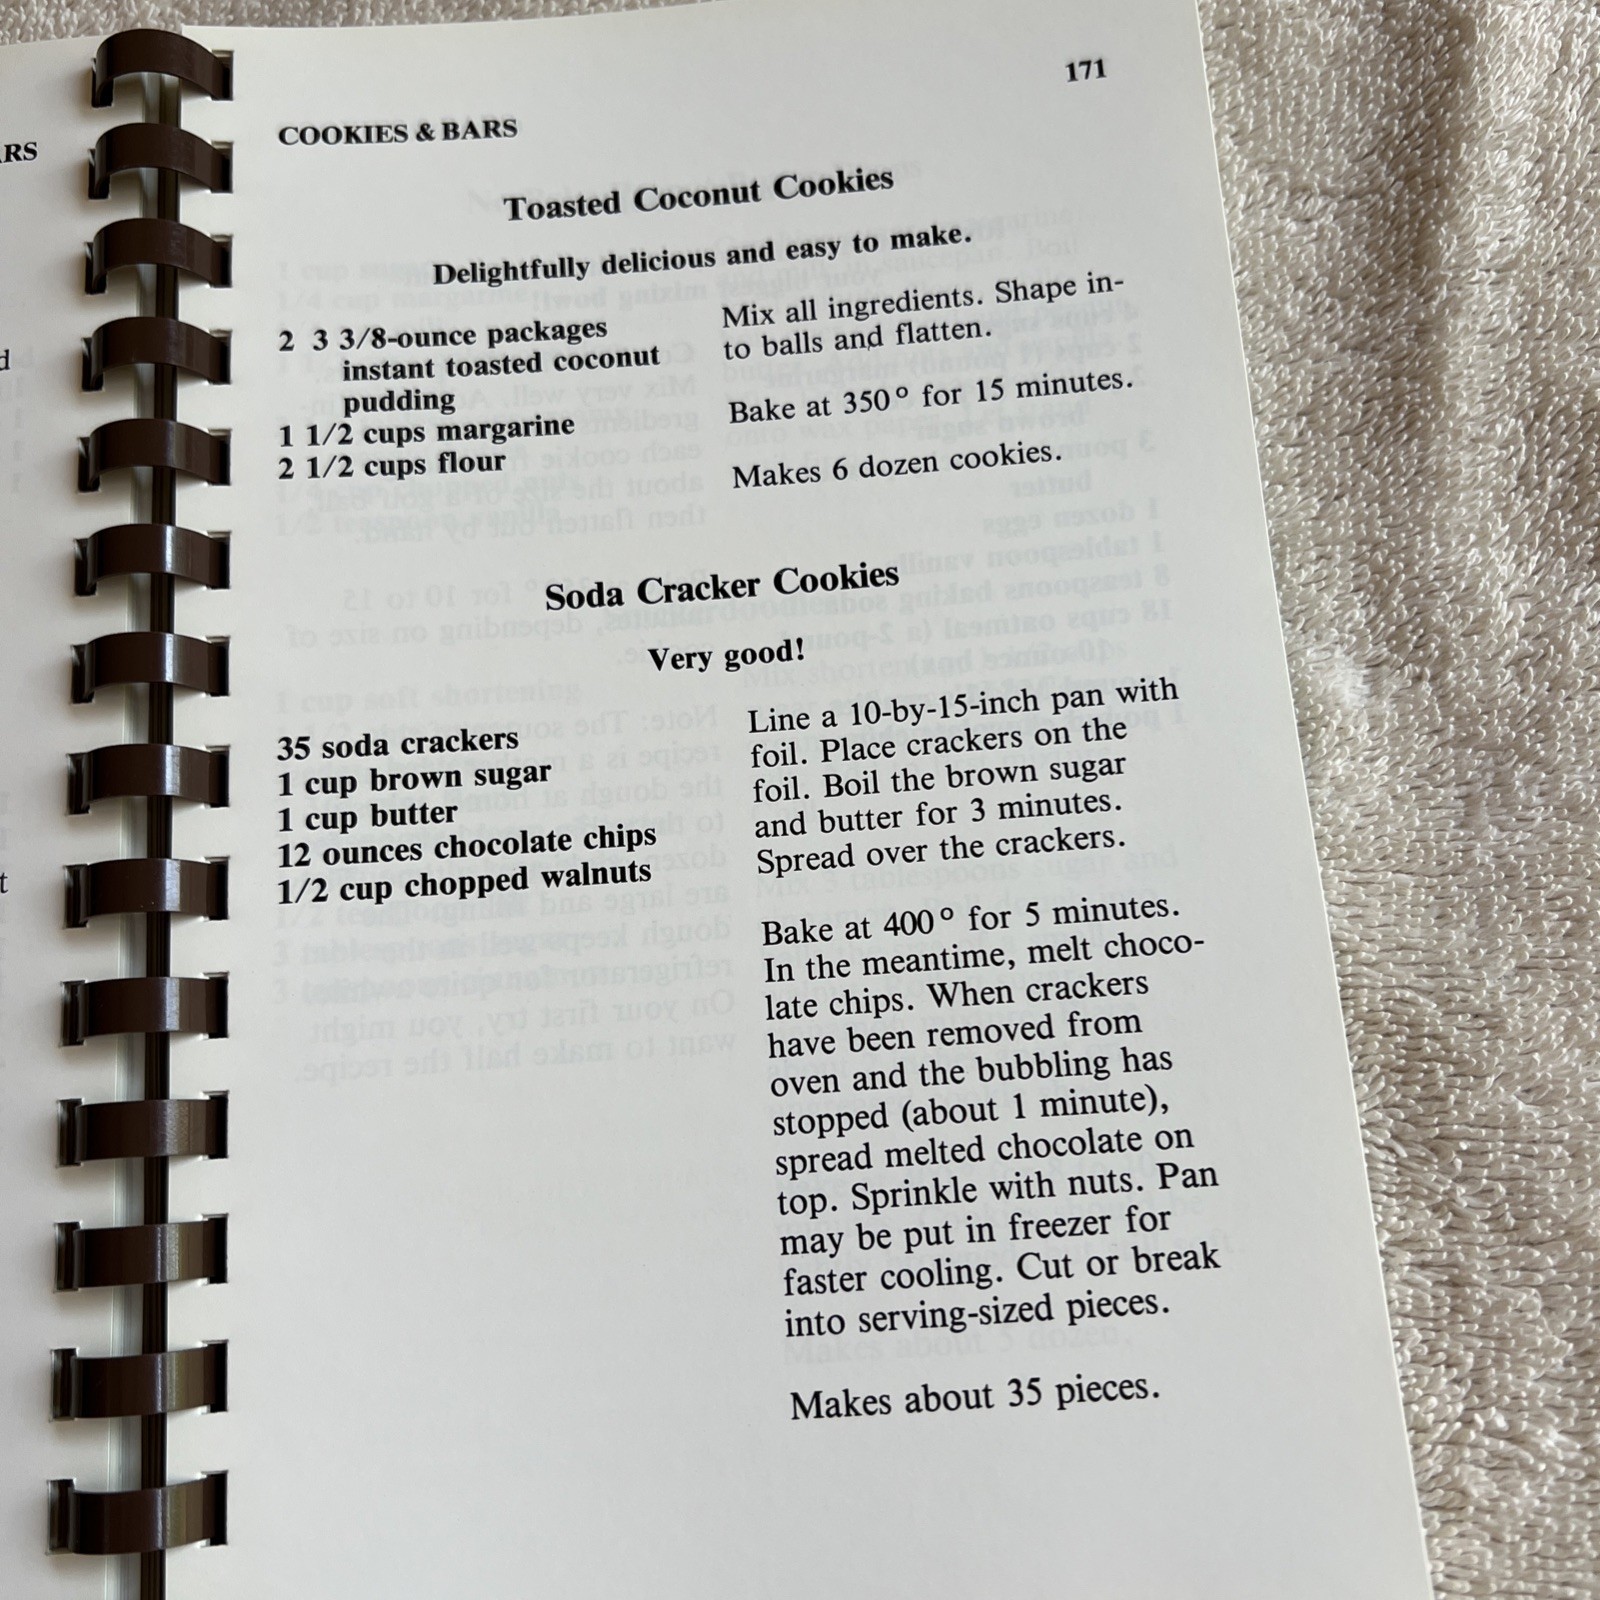 171
COOKIES & BARS
Toasted Coconut Cookies
Delightfully delicious and easy to make.
2 3 3/8-ounce packages
instant toasted coconut
pudding
1 1/2 cups margarine
2 1/2 cups flour
Mix all ingredients. Shape in-
to balls and flatten.
Bake at 350° for 15 minutes.
Makes 6 dozen cookies.
Soda Cracker Cookies
Very good!
35 soda crackers
1 cup brown sugar
1 cup butter
12 ounces chocolate chips
1/2 cup chopped walnuts
Line a 10-by-15-inch pan with
foil. Place crackers on the
foil. Boil the brown sugar
and butter for 3 minutes.
Spread over the crackers.
Bake at 400° for 5 minutes.
In the meantime, melt choco-
late chips. When crackers
have been removed from
oven and the bubbling has
stopped (about 1 minute),
spread melted chocolate on
top. Sprinkle with nuts. Pan
may be put in freezer for
faster cooling. Cut or break
into serving-sized pieces.
Makes about 35 pieces.